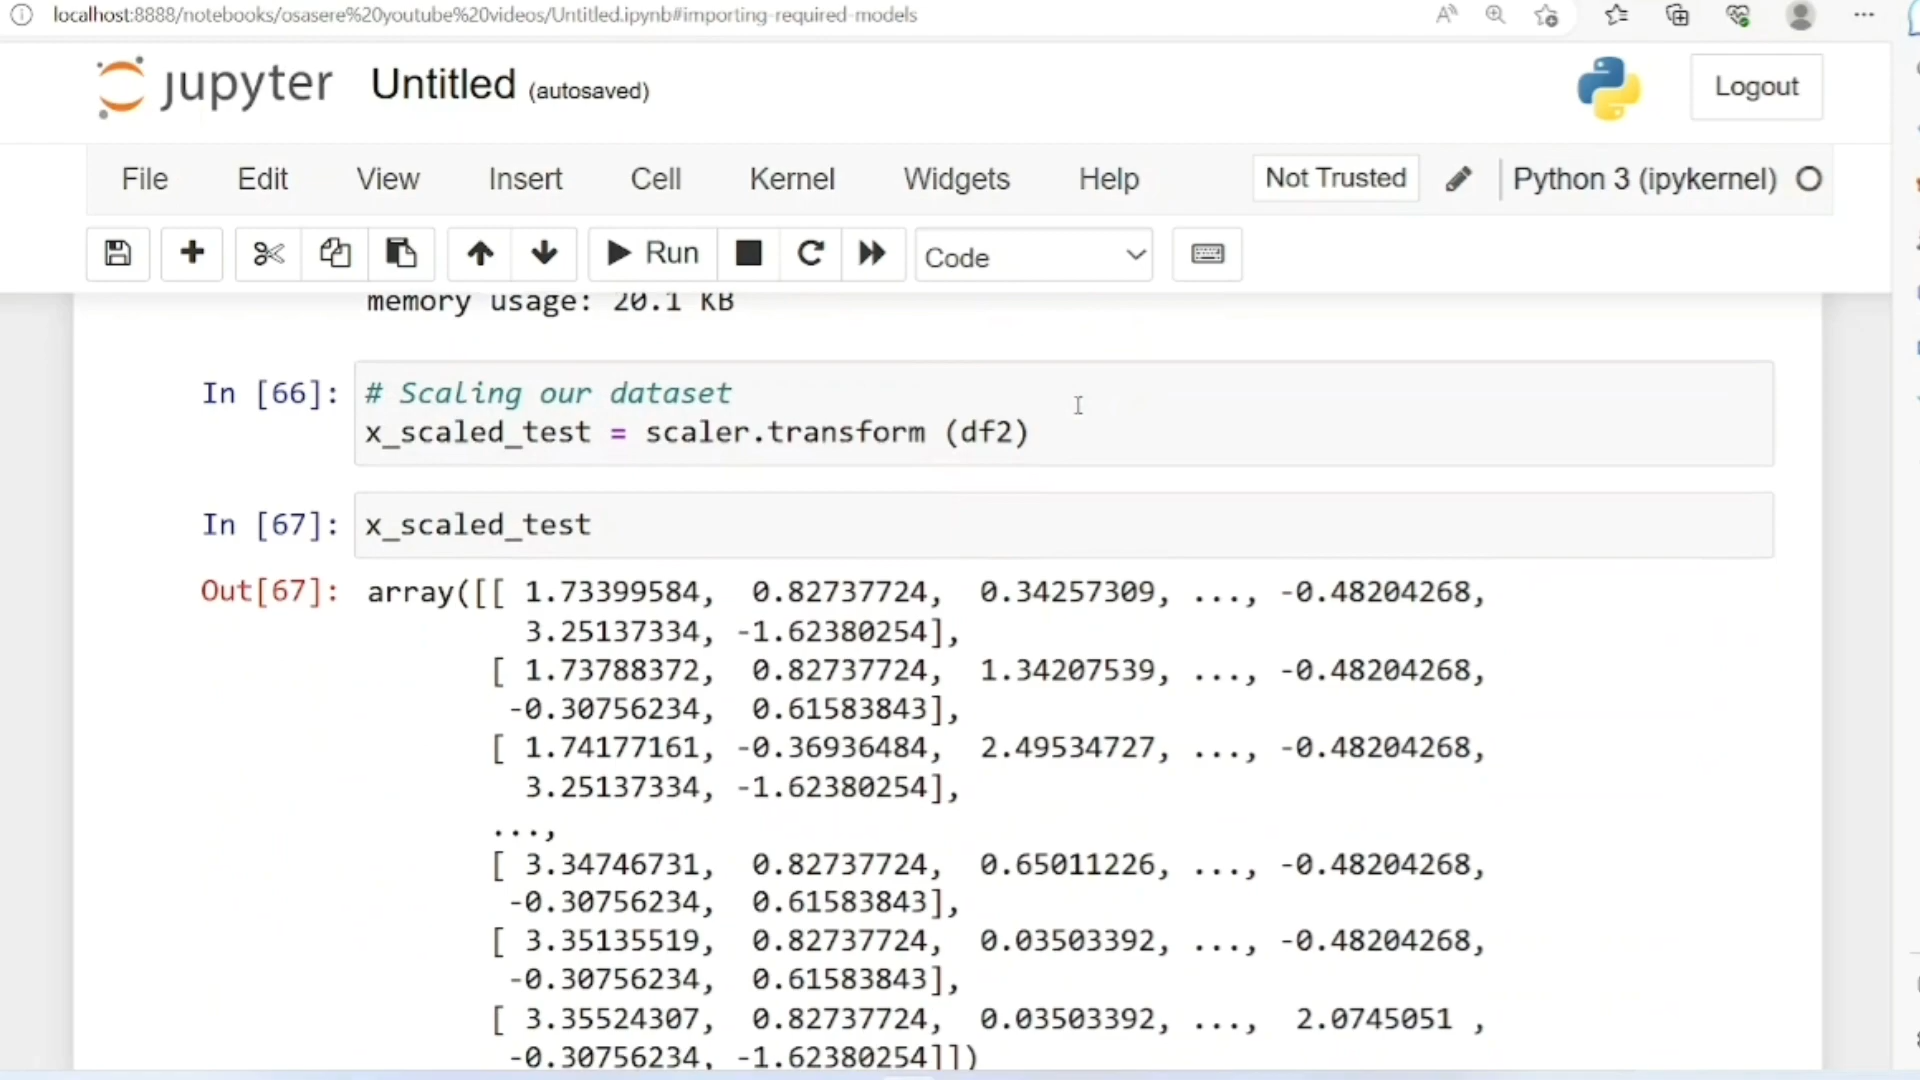 localhost:8888/notebooks/osasere%20youtube%20videos/Untitled.ipynb#importing-required-models
jupyter Untitled (autosaved)
Logout
File Edit View Insert Cell Kernel Widgets Help Not Trusted Python 3 (ipykernel)
Run Code
memory usage: 20.1 KB
In [66]: # Scaling our dataset
x_scaled_test = scaler.transform (df2)
In [67]: x_scaled_test
Out[67]: array([[ 1.73399584, 0.82737724, 0.34257309, ..., -0.48204268,
3.25137334, -1.62380254],
[ 1.73788372, 0.82737724, 1.34207539, ..., -0.48204268,
-0.30756234, 0.61583843],
[ 1.74177161, -0.36936484, 2.49534727, ..., -0.48204268,
3.25137334, -1.62380254],
...,
[ 3.34746731, 0.82737724, 0.65011226, ..., -0.48204268,
-0.30756234, 0.61583843],
[ 3.35135519, 0.82737724, 0.03503392, ..., -0.48204268,
-0.30756234, 0.61583843],
[ 3.35524307, 0.82737724, 0.03503392, ..., 2.0745051 ,
-0.30756234, -1.62380254]])